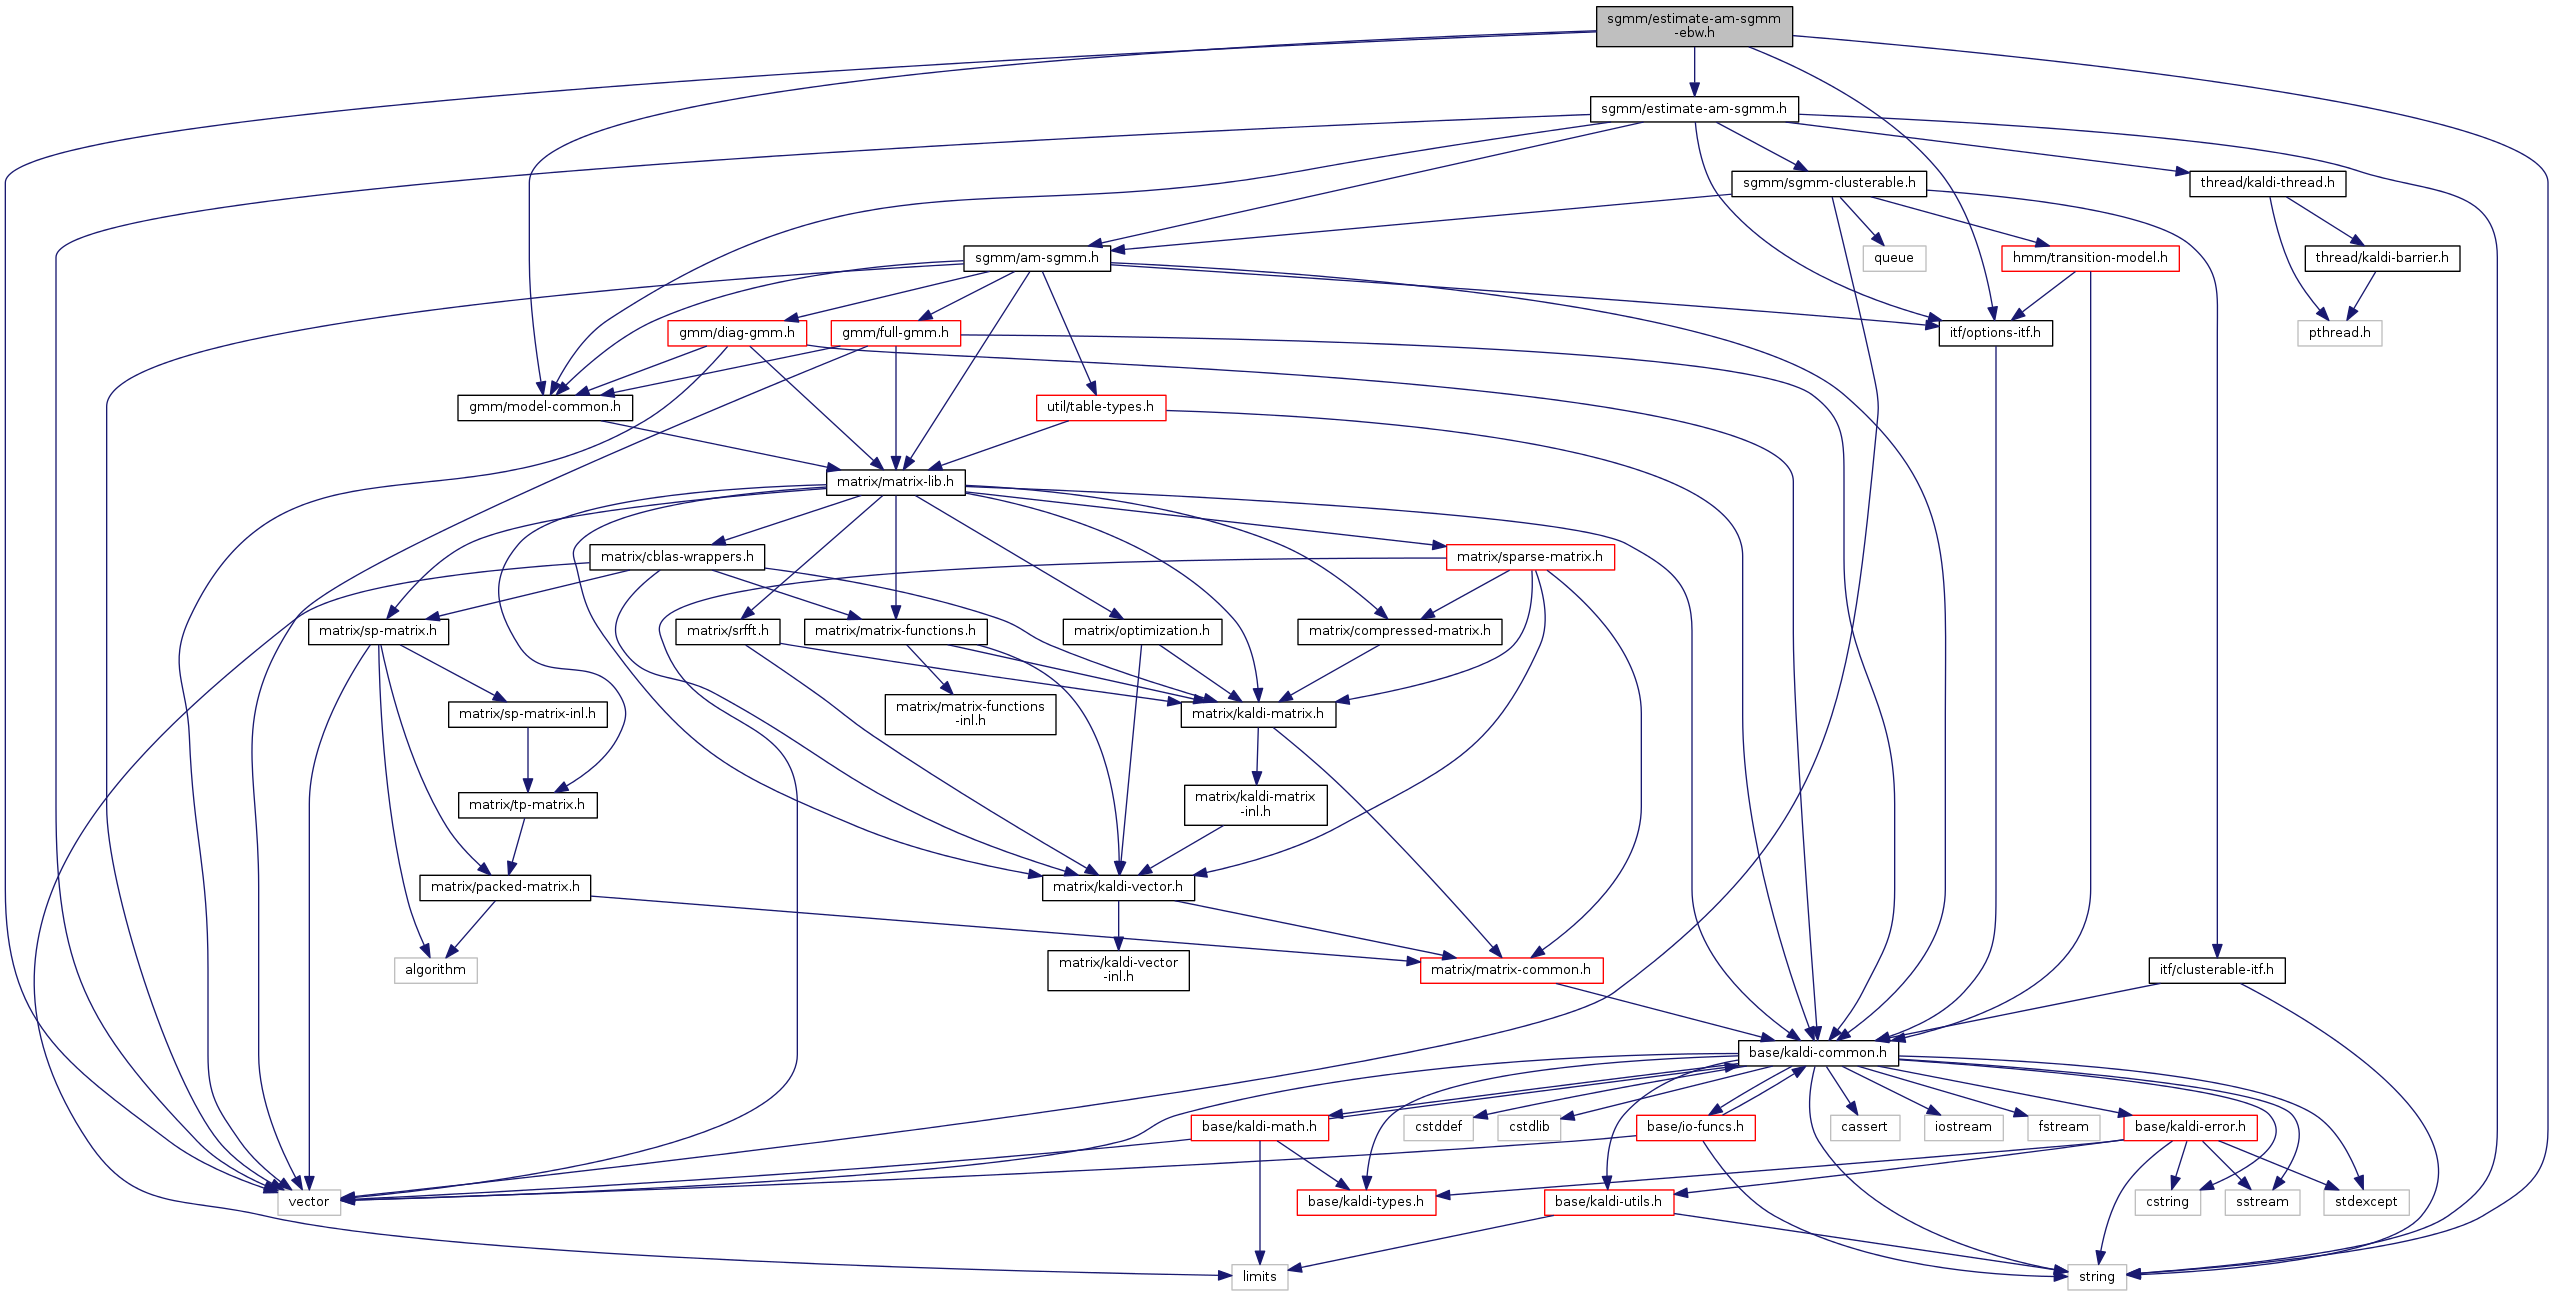 sgmm/estimate-am-sgmm
-ebw.h
sgmm/estimate-am-sgmm.h
sgmm/sgmm-clusterable.h
thread/kaldi-thread.h
sgmm/am-sgmm.h
queue
hmm/transition-model.h
thread/kaldi-barrier.h
gmm/diag-gmm.h
gmm/full-gmm.h
itf/options-itf.h
pthread.h
gmm/model-common.h
util/table-types.h
matrix/matrix-lib.h
matrix/cblas-wrappers.h
matrix/sparse-matrix.h
matrix/sp-matrix.h
matrix/srfft.h
matrix/matrix-functions.h
matrix/optimization.h
matrix/compressed-matrix.h
matrix/sp-matrix-inl.h
matrix/matrix-functions
-inl.h
matrix/kaldi-matrix.h
matrix/tp-matrix.h
matrix/kaldi-matrix
-inl.h
matrix/packed-matrix.h
matrix/kaldi-vector.h
algorithm
matrix/kaldi-vector
-inl.h
matrix/matrix-common.h
itf/clusterable-itf.h
base/kaldi-common.h
base/kaldi-math.h
cstddef
cstdlib
base/io-funcs.h
cassert
iostream
fstream
base/kaldi-error.h
vector
base/kaldi-types.h
base/kaldi-utils.h
cstring
sstream
stdexcept
limits
string